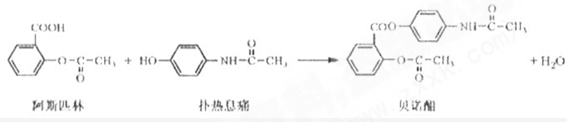 COOH
O—C—CH₃
O
阿斯匹林
+
HO
NH—C—CH₃
O
扑热息痛
COO
NH—C—CH₃
O
O—C—CH₃
O
贝诺酯
+H₂O